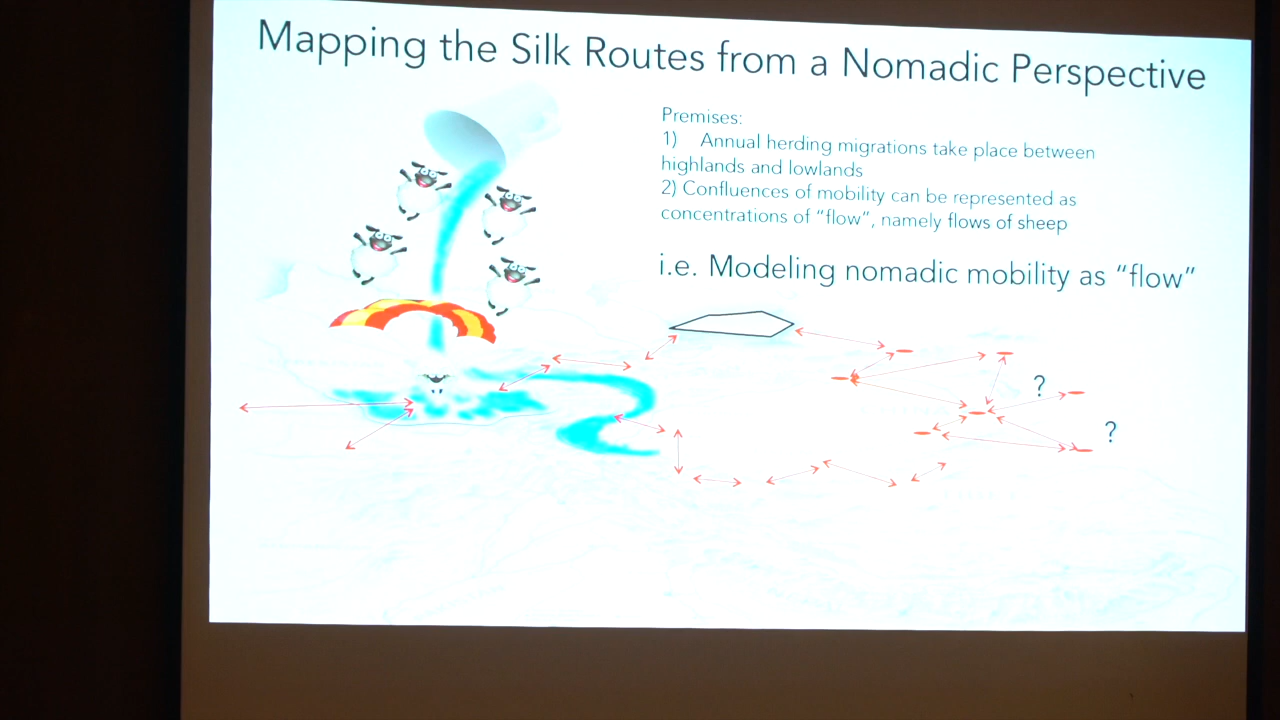 Mapping the Silk Routes from a Nomadic Perspective
Premises:
1) Annual herding migrations take place between
highlands and lowlands
2) Confluences of mobility can be represented as
concentrations of “flow”, namely flows of sheep
i.e. Modeling nomadic mobility as “flow”
?
?